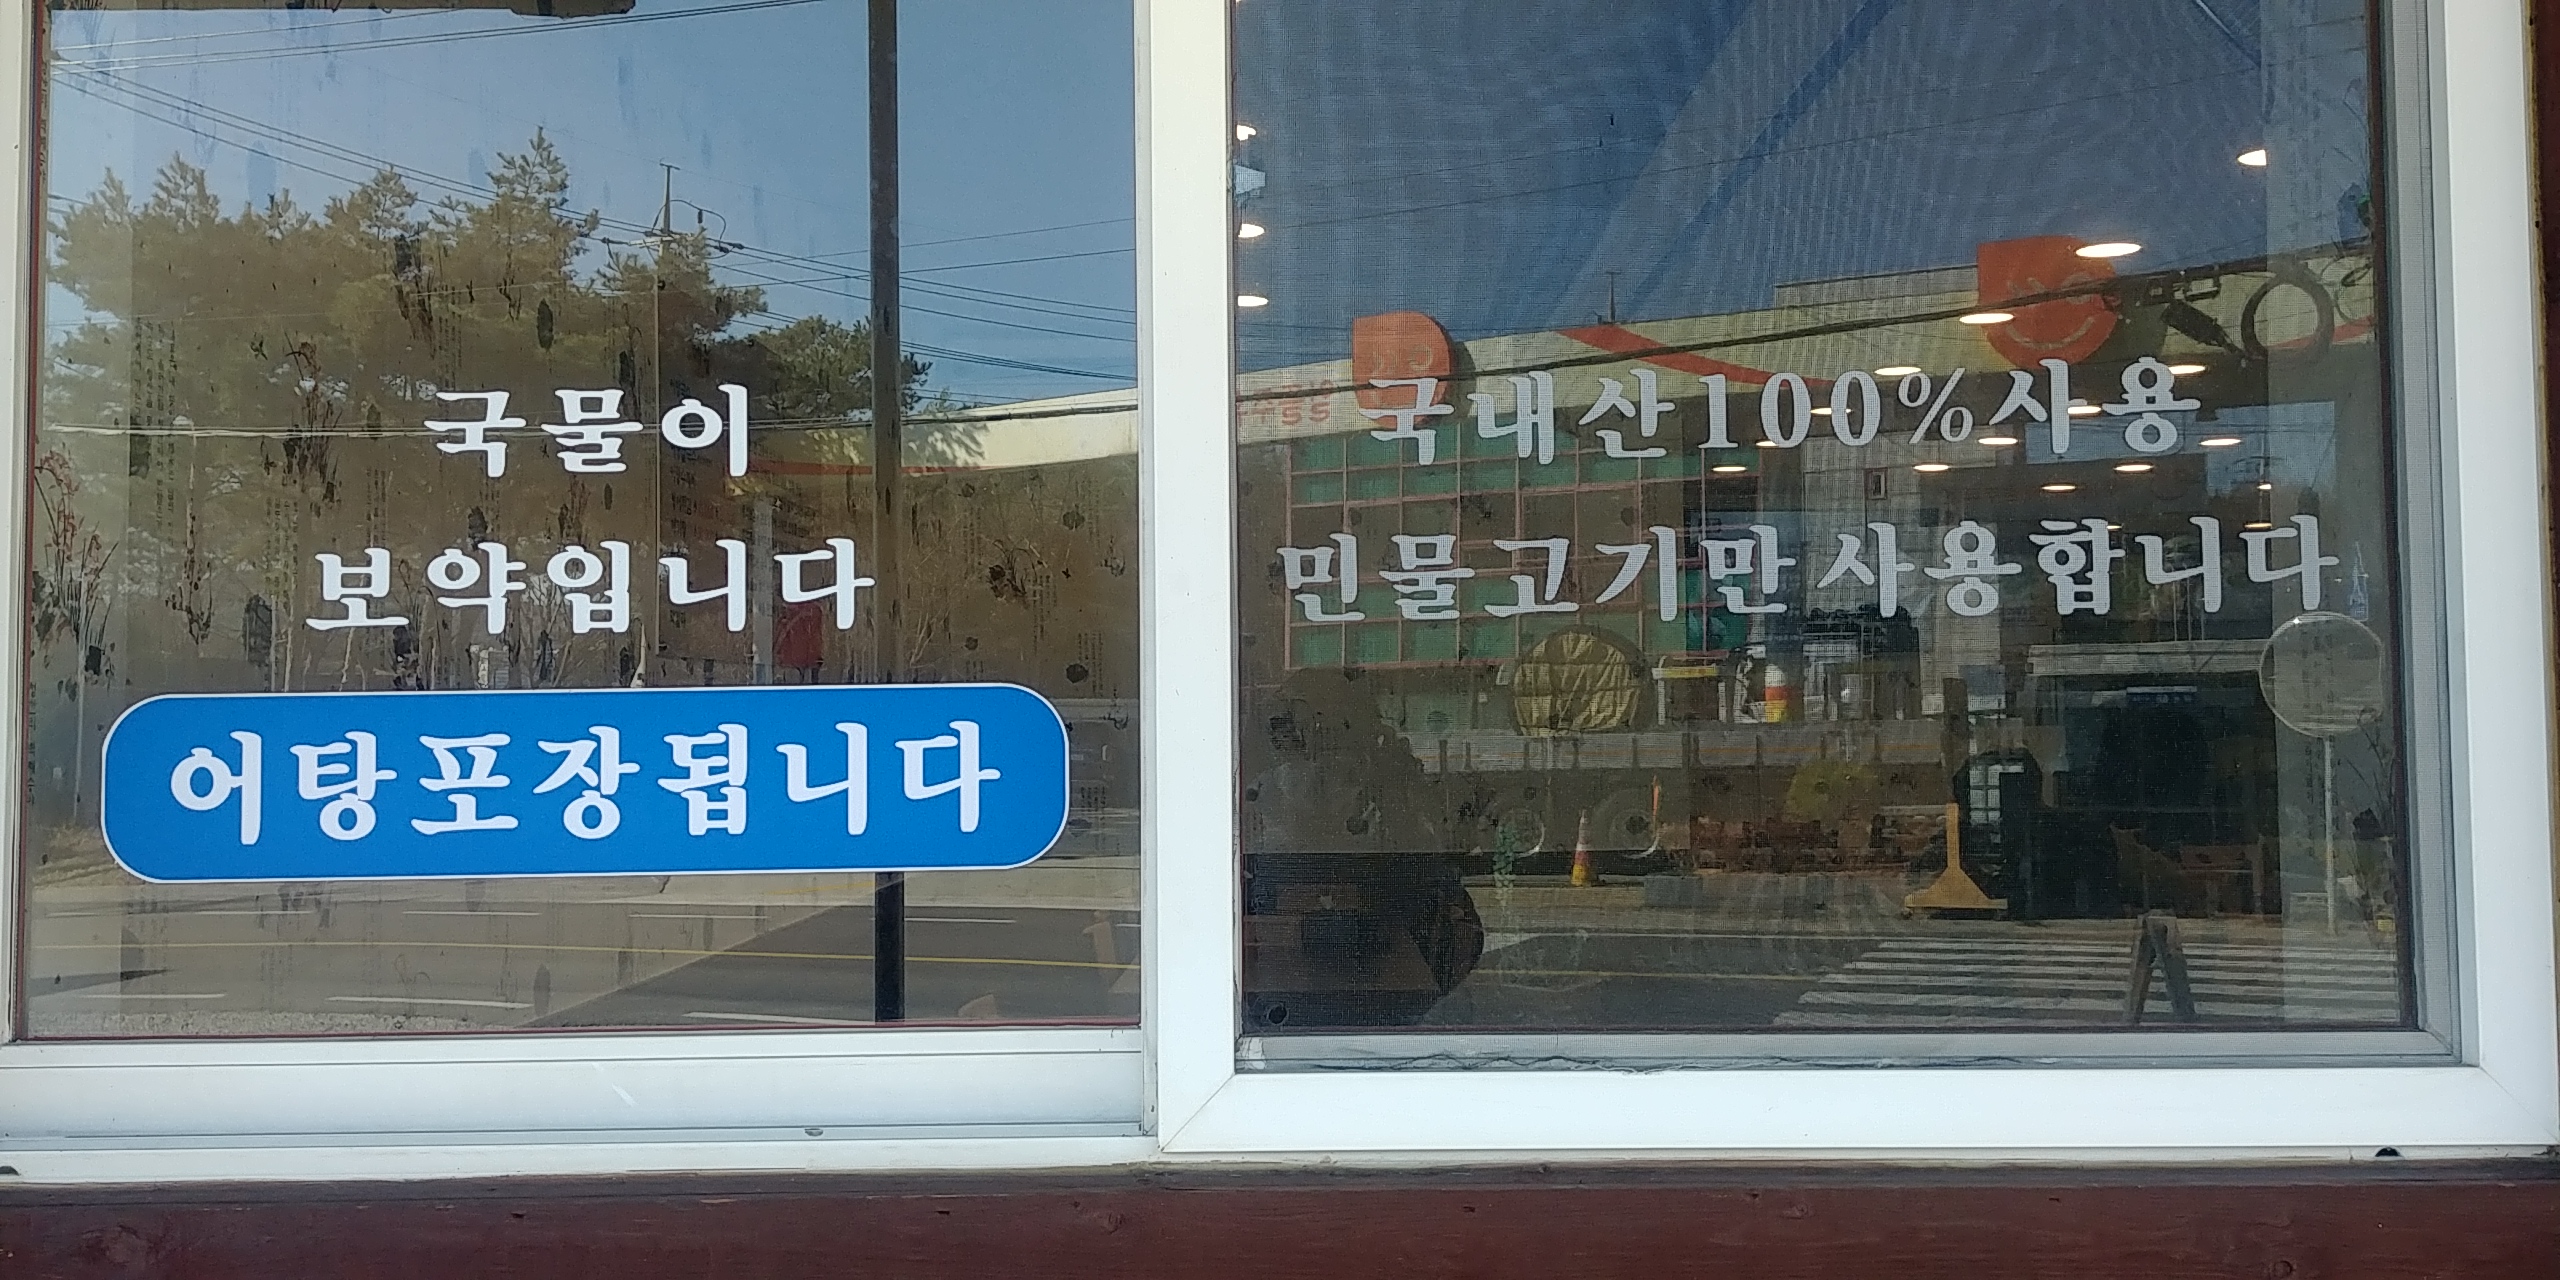 국물이
보약입니다
어탕포장됩니다
국내산100%사용
민물고기만사용합니다